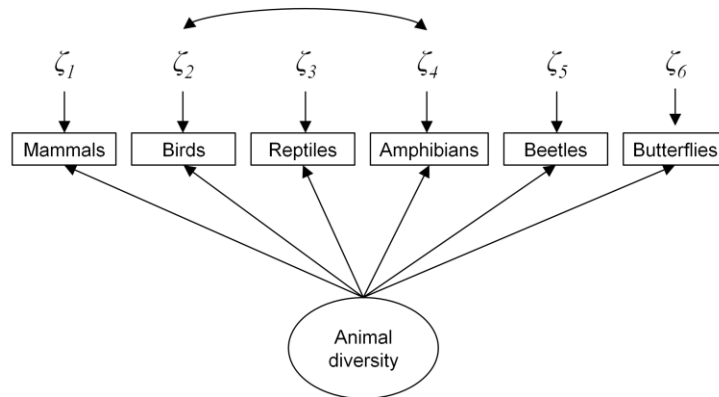 ζ1 ζ2 ζ3 ζ4 ζ5 ζ6
Mammals Birds Reptiles Amphibians Beetles Butterflies
Animal
diversity